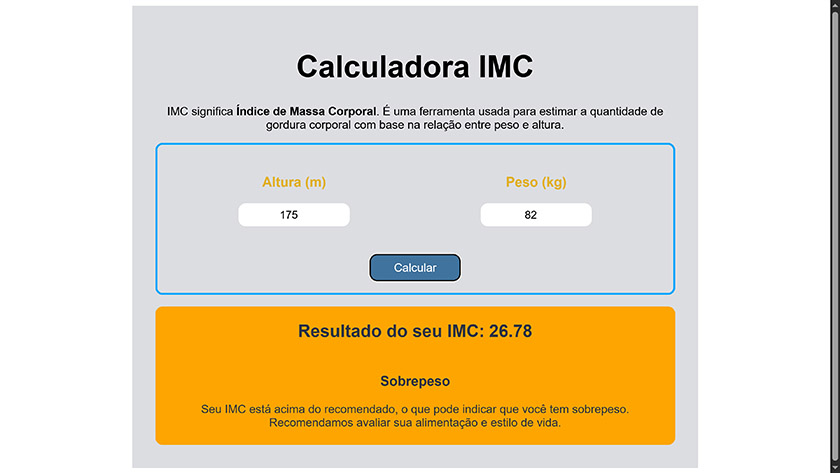 Calculadora IMC
IMC significa Índice de Massa Corporal. É uma ferramenta usada para estimar a quantidade de
gordura corporal com base na relação entre peso e altura.
Altura (m)
Peso (kg)
175
82
Calcular
Resultado do seu IMC: 26.78
Sobrepeso
Seu IMC está acima do recomendado, o que pode indicar que você tem sobrepeso.
Recomendamos avaliar sua alimentação e estilo de vida.